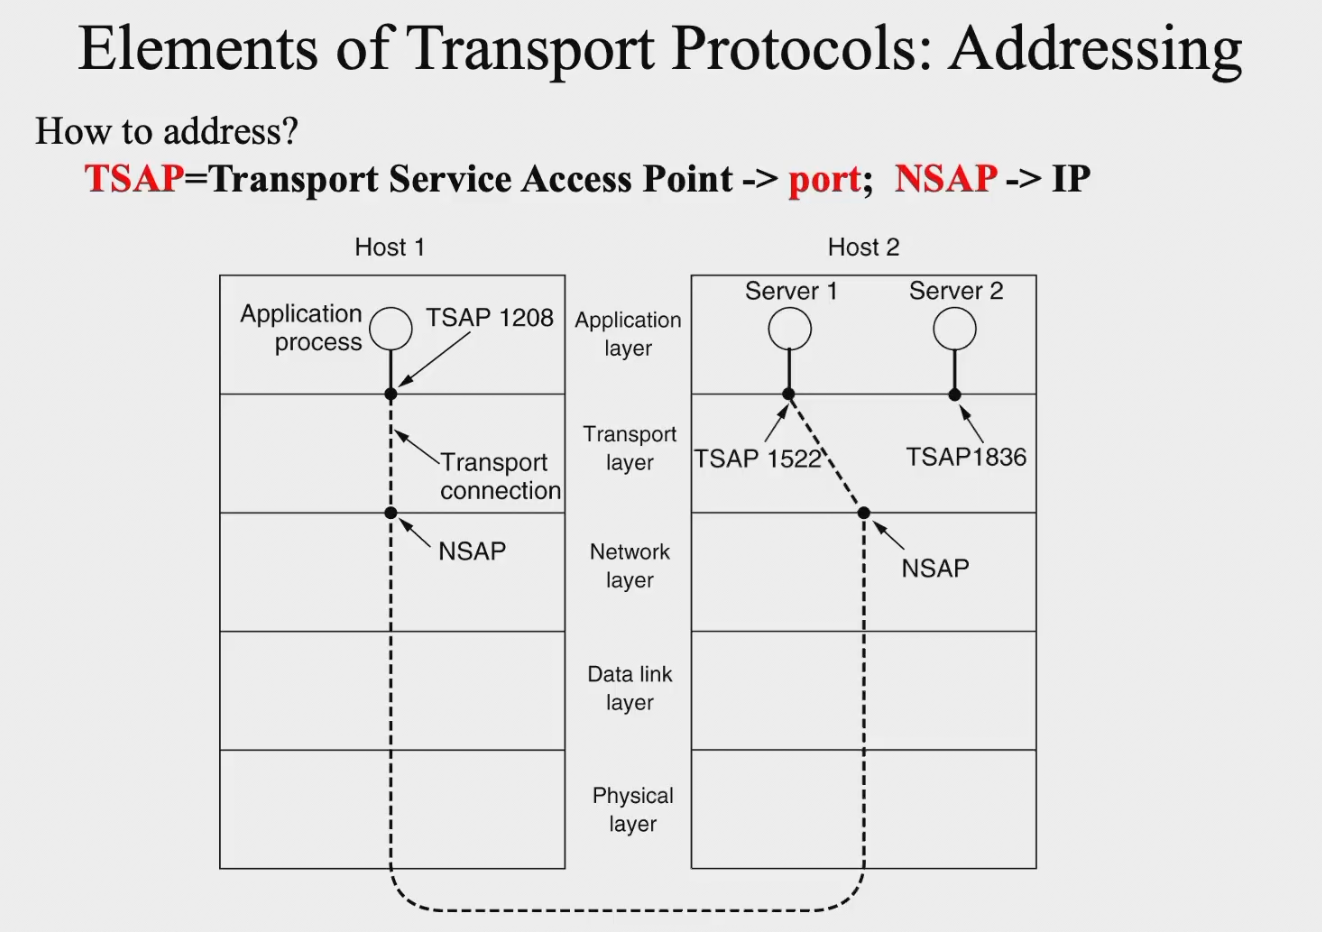 Elements of Transport Protocols: Addressing
How to address?
TSAP=Transport Service Access Point -> port; NSAP -> IP
Host 1
Host 2
Application
process
TSAP 1208
Application
layer
Server 1
Server 2
Transport
connection
Transport
layer
TSAP 1522
TSAP1836
NSAP
Network
layer
NSAP
Data link
layer
Physical
layer